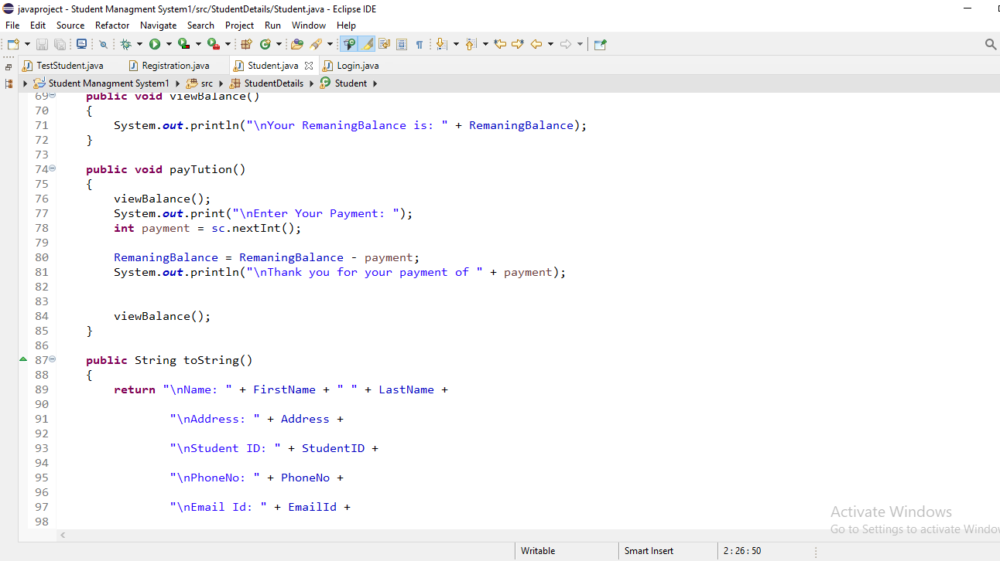 javaproject - Student Managment System1/src/StudentDetails/Student.java - Eclipse IDE
File Edit Source Refactor Navigate Search Project Run Window Help
TestStudent.java Registration.java Student.java Login.java
Student Managment System1 src StudentDetails Student
69 public void viewBalance()
70 {
71 System.out.println("\nYour RemaningBalance is: " + RemaningBalance);
72 }
73
74 public void payTution()
75 {
76 viewBalance();
77 System.out.print("\nEnter Your Payment: ");
78 int payment = sc.nextInt();
79
80 RemaningBalance = RemaningBalance - payment;
81 System.out.println("\nThank you for your payment of " + payment);
82
83
84 viewBalance();
85 }
86
87 public String toString()
88 {
89 return "\nName: " + FirstName + " " + LastName +
90
91 "\nAddress: " + Address +
92
93 "\nStudent ID: " + StudentID +
94
95 "\nPhoneNo: " + PhoneNo +
96
97 "\nEmail Id: " + EmailId +
98
Activate Windows
Go to Settings to activate Windo
Writable Smart Insert 2 : 26 : 50